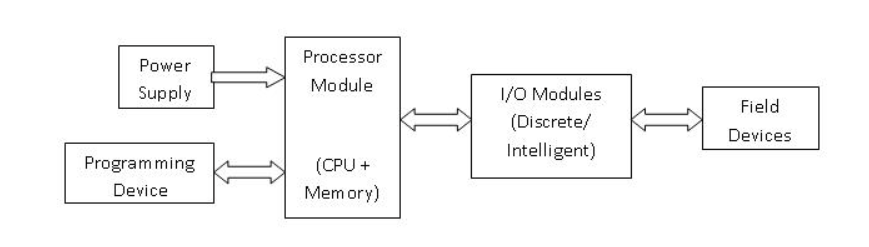 Power
Supply
Programming
Device
Processor
Module
(CPU +
Memory)
I/O Modules
(Discrete/
Intelligent)
Field
Devices